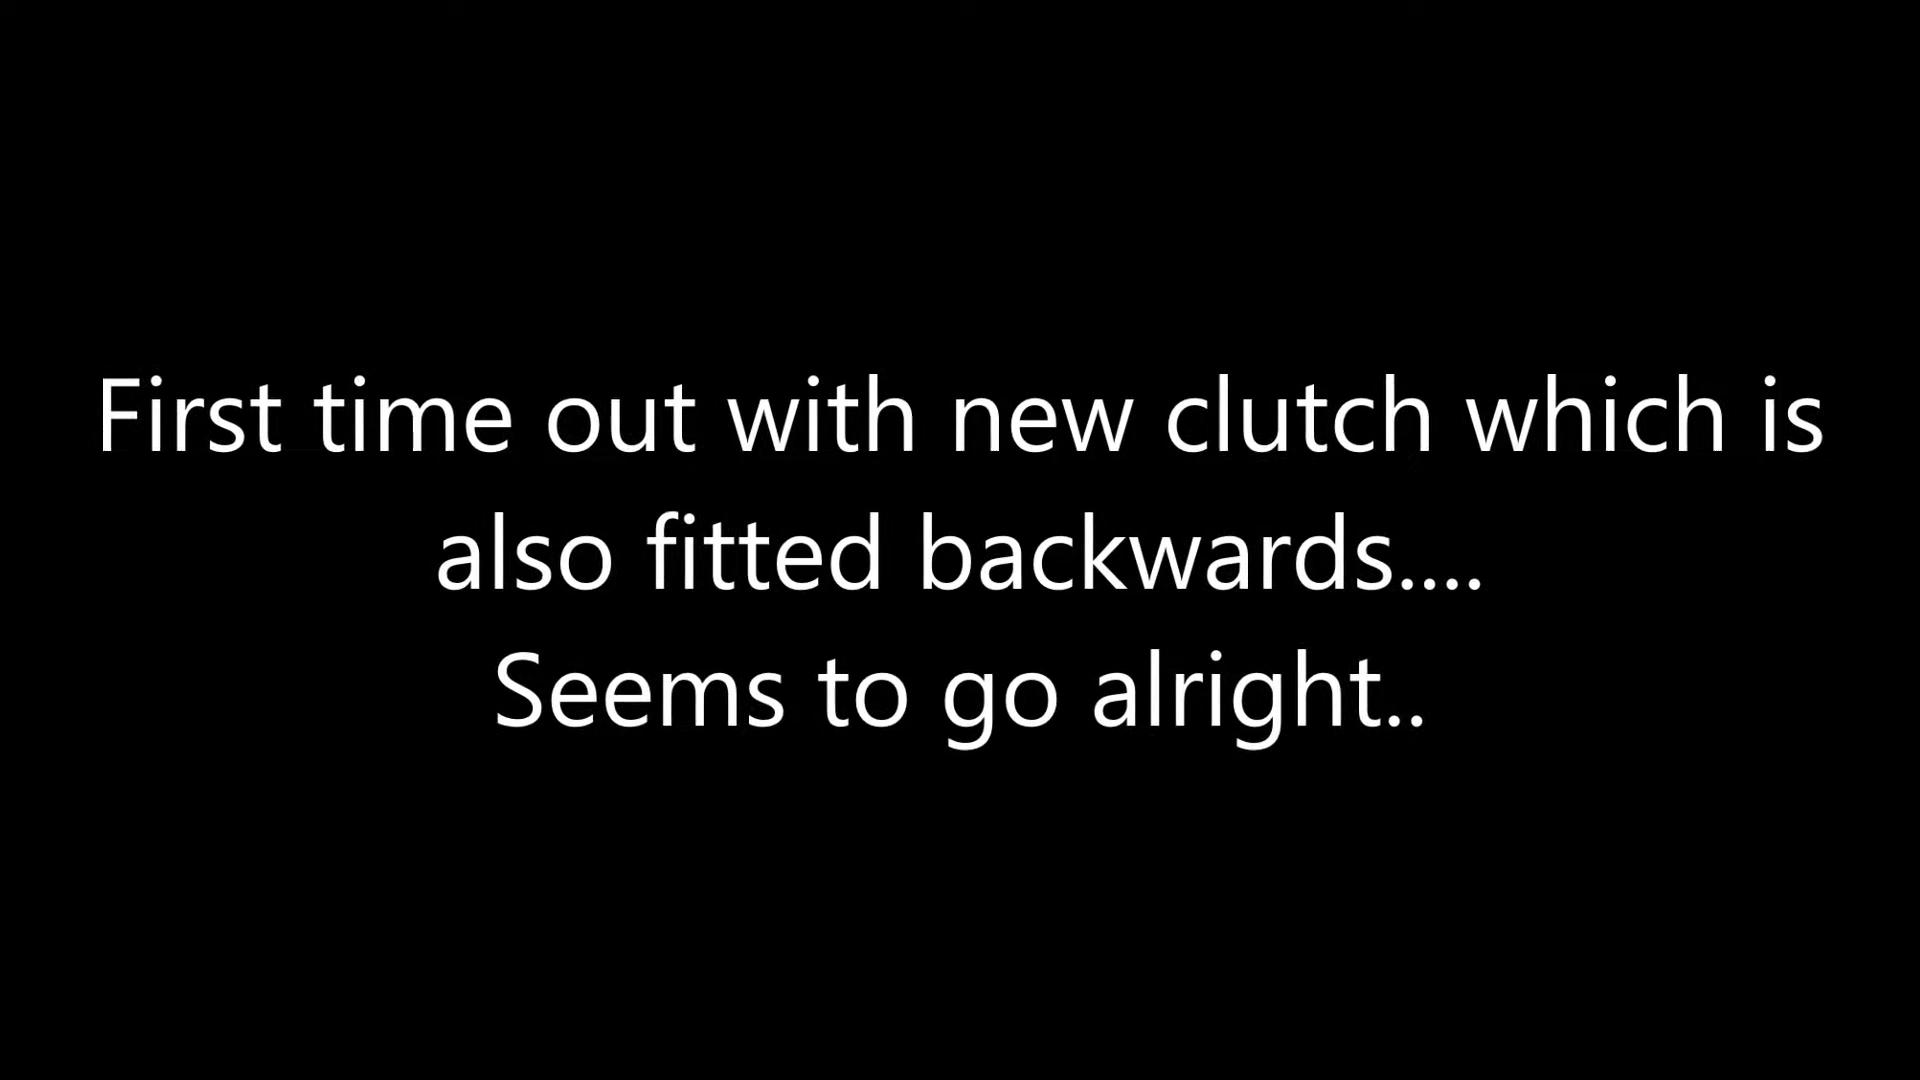 First time out with new clutch which is
also fitted backwards....
Seems to go alright..